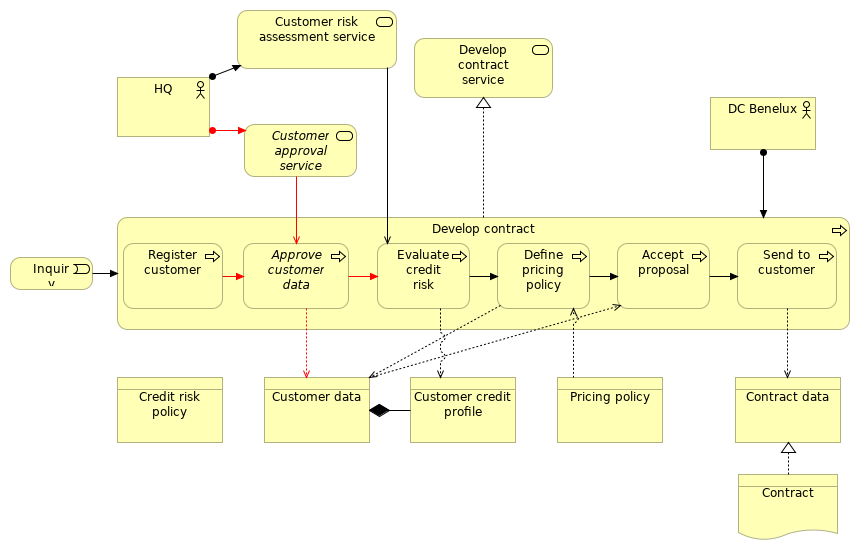 Customer risk
assessment service
Develop
contract
service
HQ
DC Benelux
Customer
approval
service
Develop contract
Inquir
y
Register
customer
Approve
customer
data
Evaluate
credit
risk
Define
pricing
policy
Accept
proposal
Send to
customer
Credit risk
policy
Customer data
Customer credit
profile
Pricing policy
Contract data
Contract